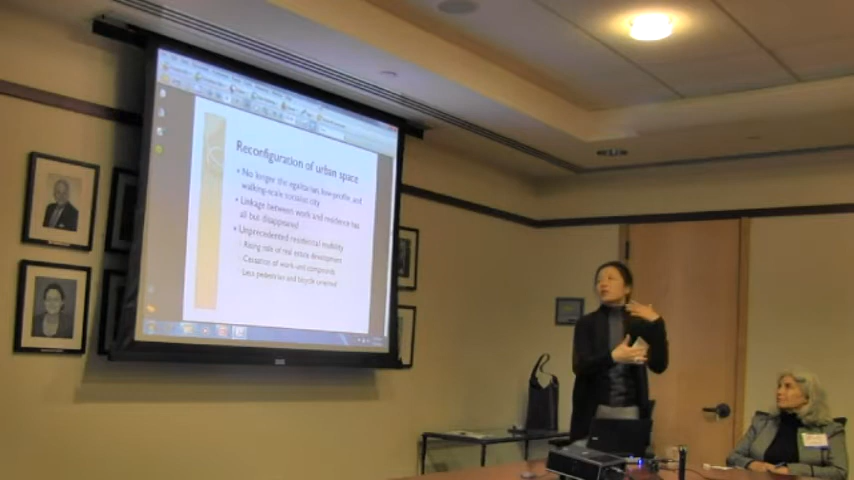 Reconfiguration of urban space
No longer the egalitarian, low-profile, and
walking-scale socialist city
Linkage between work and residence has
all but disappeared
Unprecedented residential mobility
Rising role of real estate development
Cessation of work-unit compounds
Less pedestrian and bicycle oriented